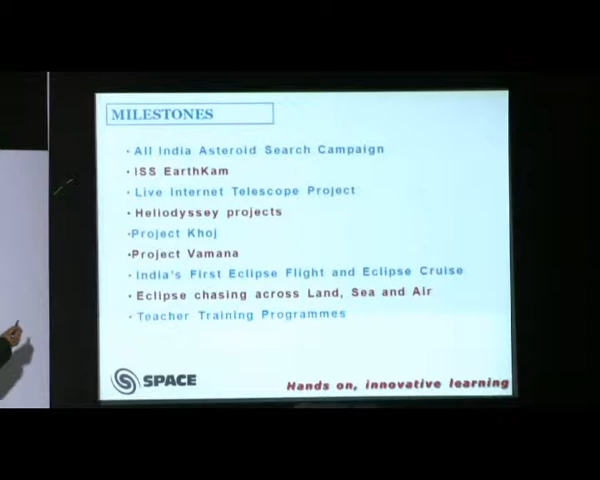 MILESTONES
• All India Asteroid Search Campaign
• ISS EarthKam
• Live Internet Telescope Project
• Heliodyssey projects
•Project Khoj
•Project Vamana
• India's First Eclipse Flight and Eclipse Cruise
• Eclipse chasing across Land, Sea and Air
• Teacher Training Programmes
SPACE
Hands on, innovative learning